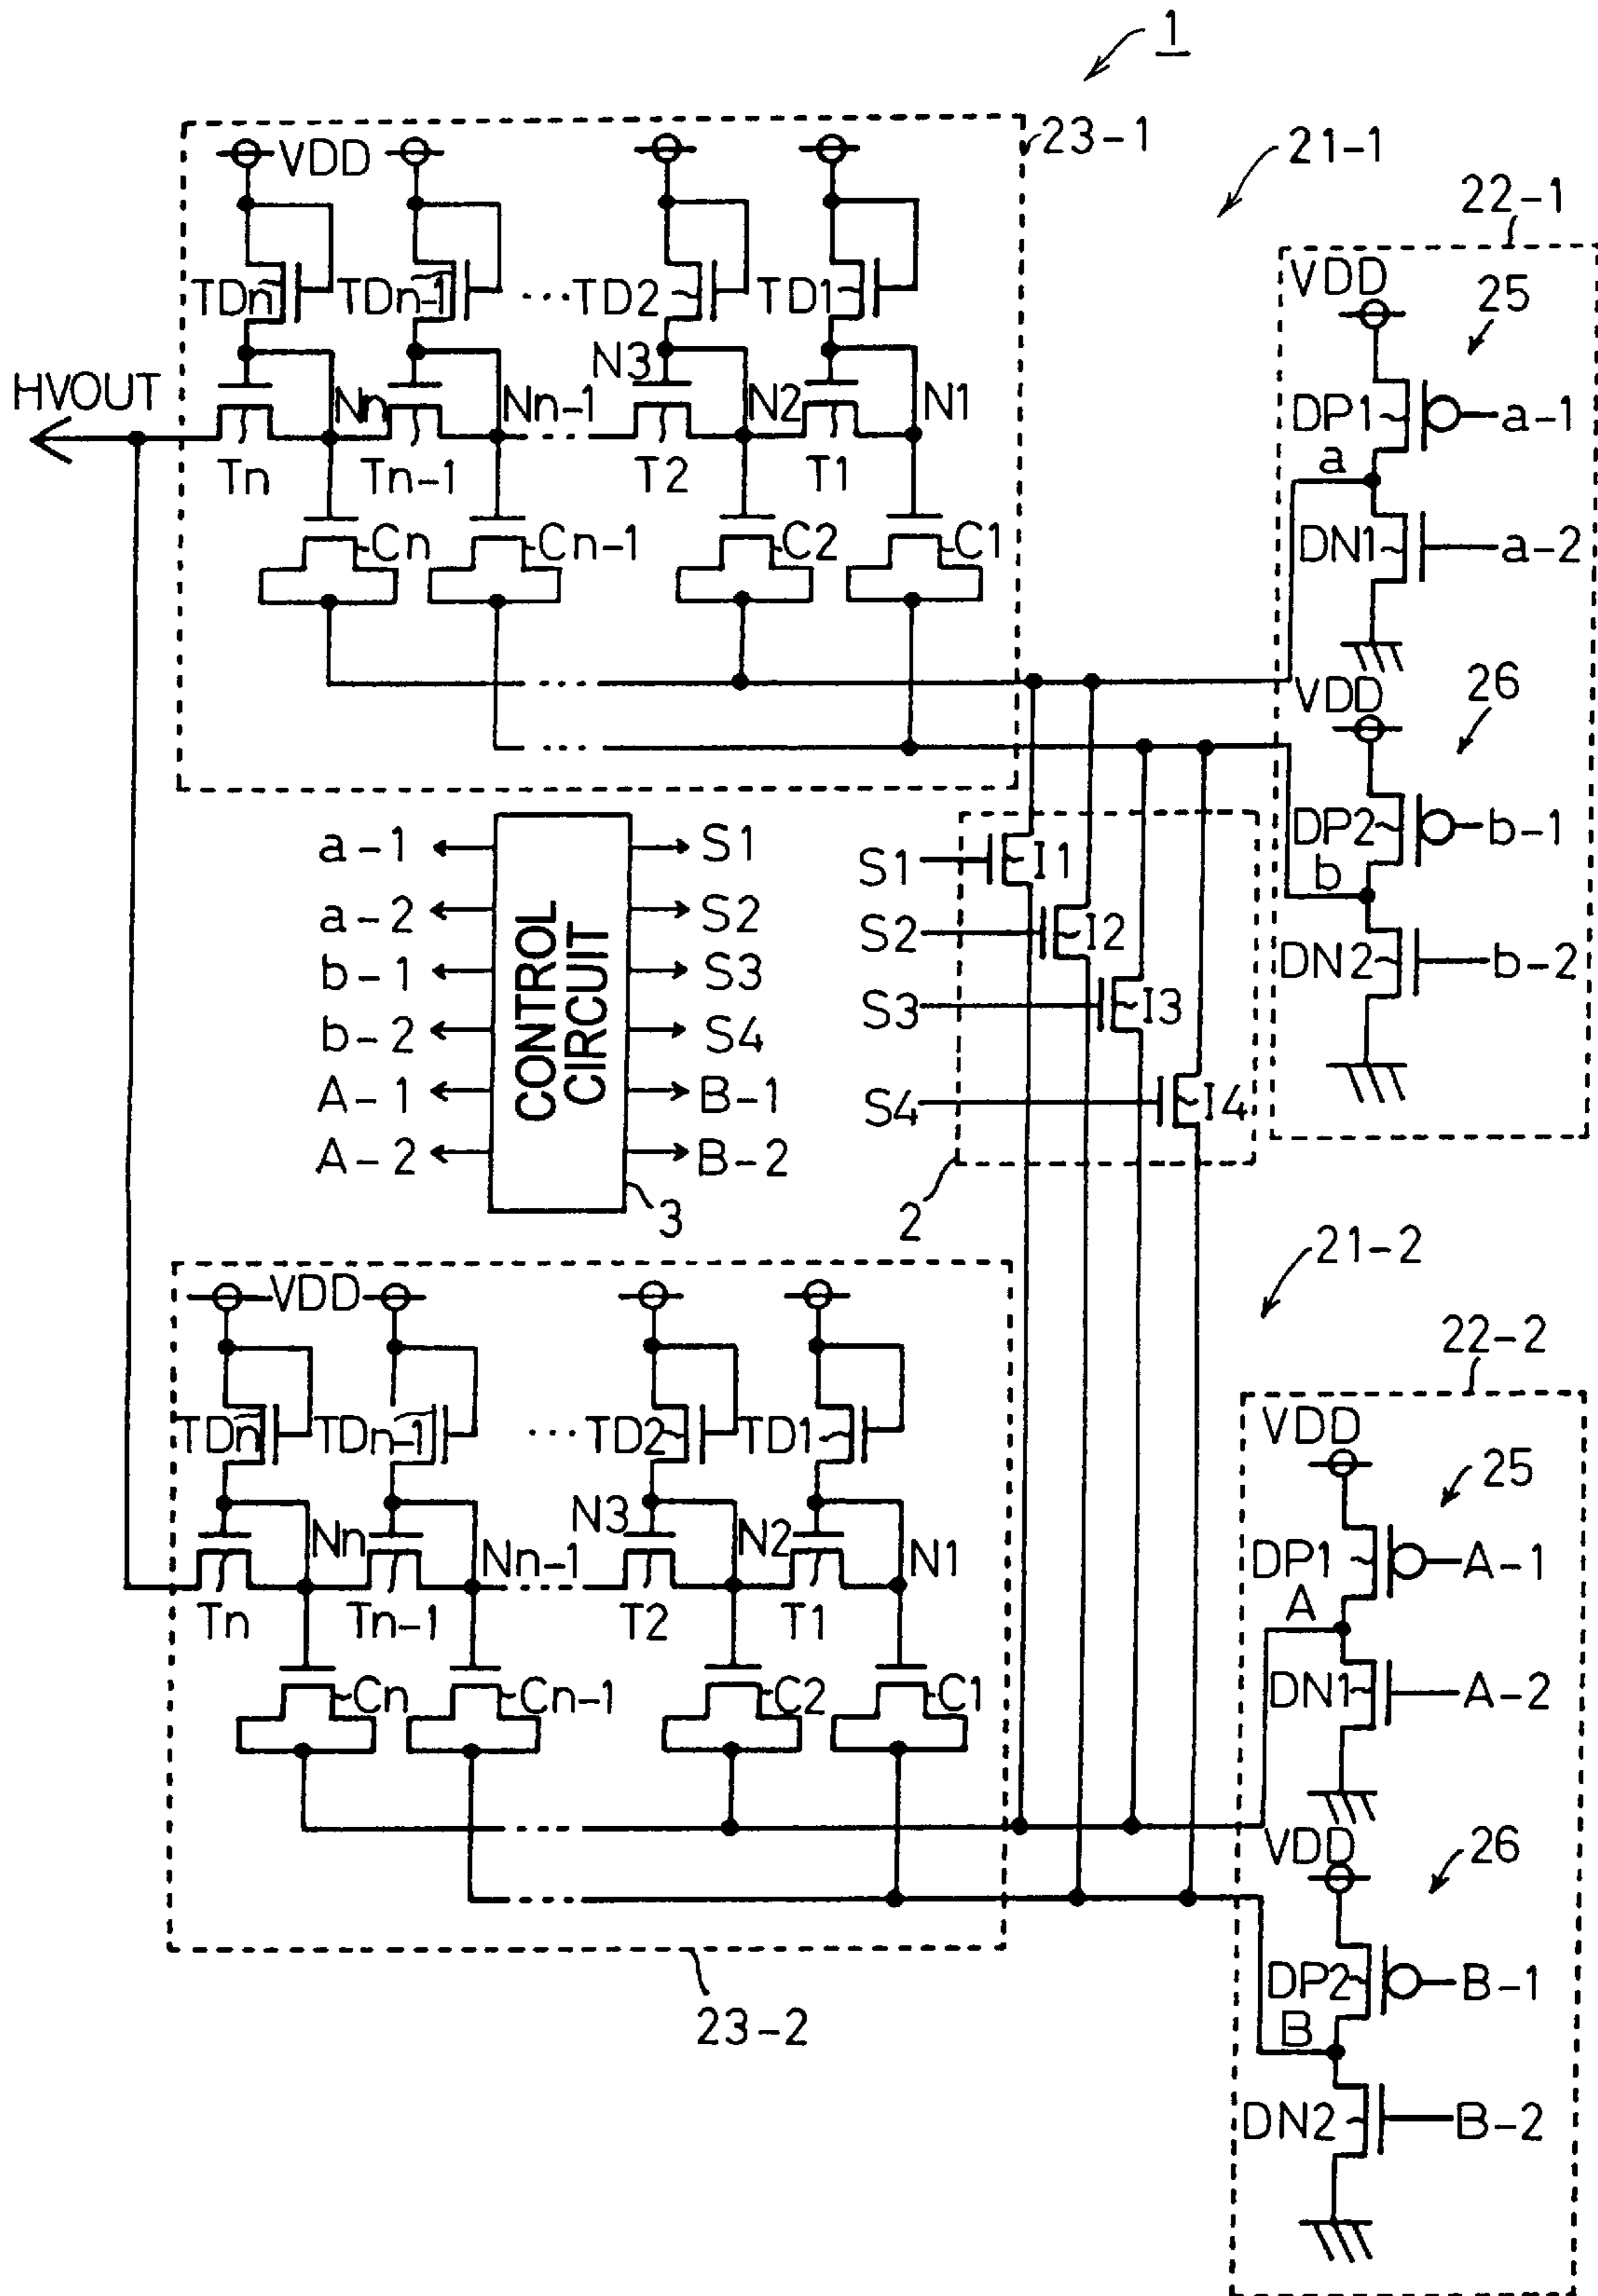 1
23-1
21-1
VDD
22-1
TDn TDn-1 ... TD2 TD1
VDD
25
HVOUT
Nn Nn-1 N3 N2 N1
DP1 a-1
a
Tn Tn-1 T2 T1
Cn Cn-1 C2 C1
DN1 a-2
VDD
26
DP2 b-1
b
DN2 b-2
a-1 S1
a-2 S2
b-1 S3
b-2 S4
A-1 B-1
A-2 B-2
CONTROL
CIRCUIT
3
S1 I1
S2 I2
S3 I3
S4 I4
2
21-2
VDD
22-2
TDn TDn-1 ... TD2 TD1
VDD
25
Nn Nn-1 N3 N2 N1
DP1 A-1
A
Tn Tn-1 T2 T1
Cn Cn-1 C2 C1
DN1 A-2
VDD
26
DP2 B-1
B
23-2
DN2 B-2